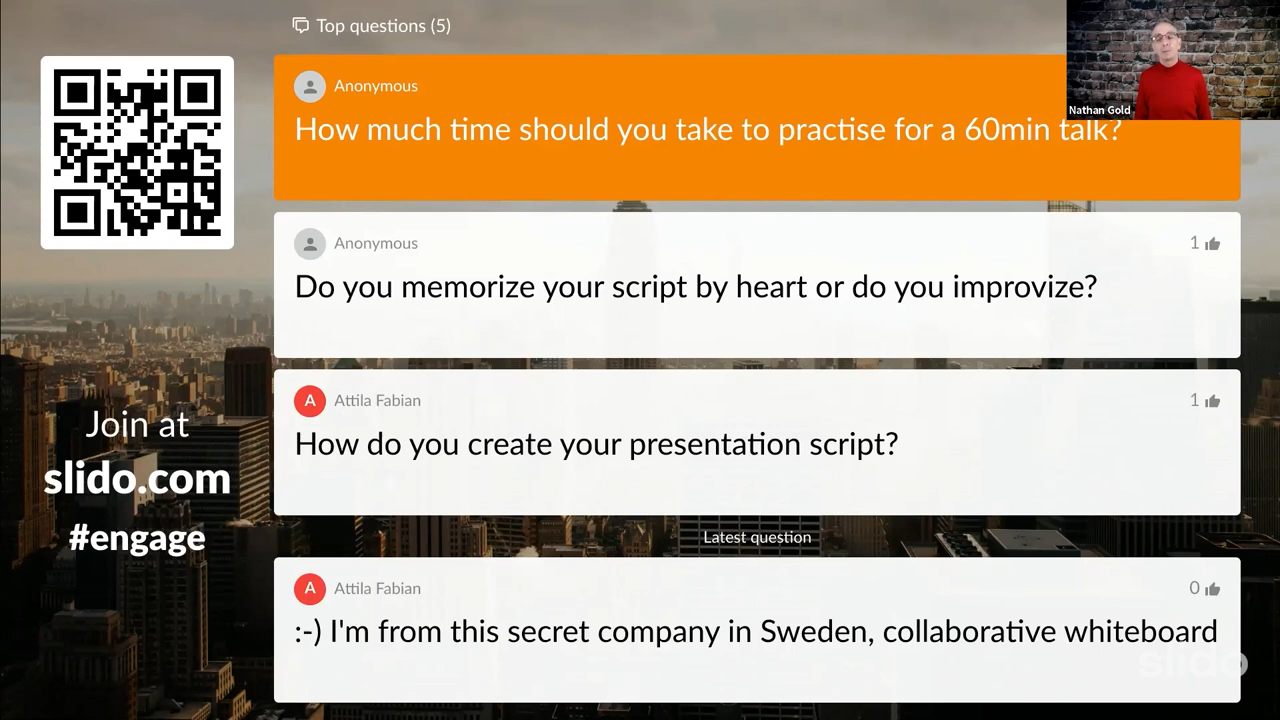 Top questions (5)
Anonymous
Nathan Gold
How much time should you take to practise for a 60min talk?
Anonymous
1
Do you memorize your script by heart or do you improvize?
A
Attila Fabian
1
How do you create your presentation script?
Join at
slido.com
#engage
Latest question
A
Attila Fabian
0
:-) I'm from this secret company in Sweden, collaborative whiteboard
slido